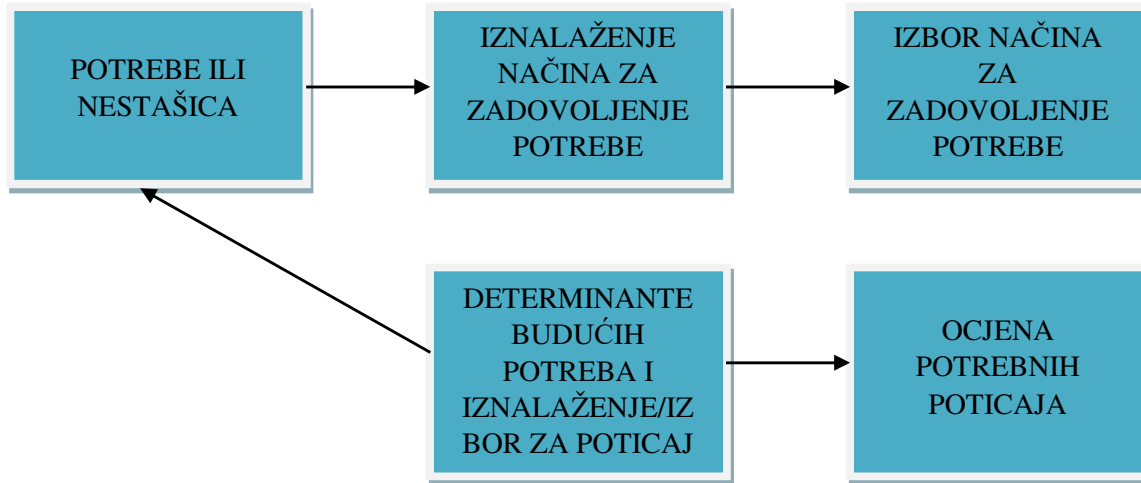 POTREBE ILI
NESTAŠICA
IZNALAŽENJE
NAČINA ZA
ZADOVOLJENJE
POTREBE
IZBOR NAČINA
ZA
ZADOVOLJENJE
POTREBE
DETERMINANTE
BUDUĆIH
POTREBA I
IZNALAŽENJE/IZ
BOR ZA POTICAJ
OCJENA
POTREBNIH
POTICAJA